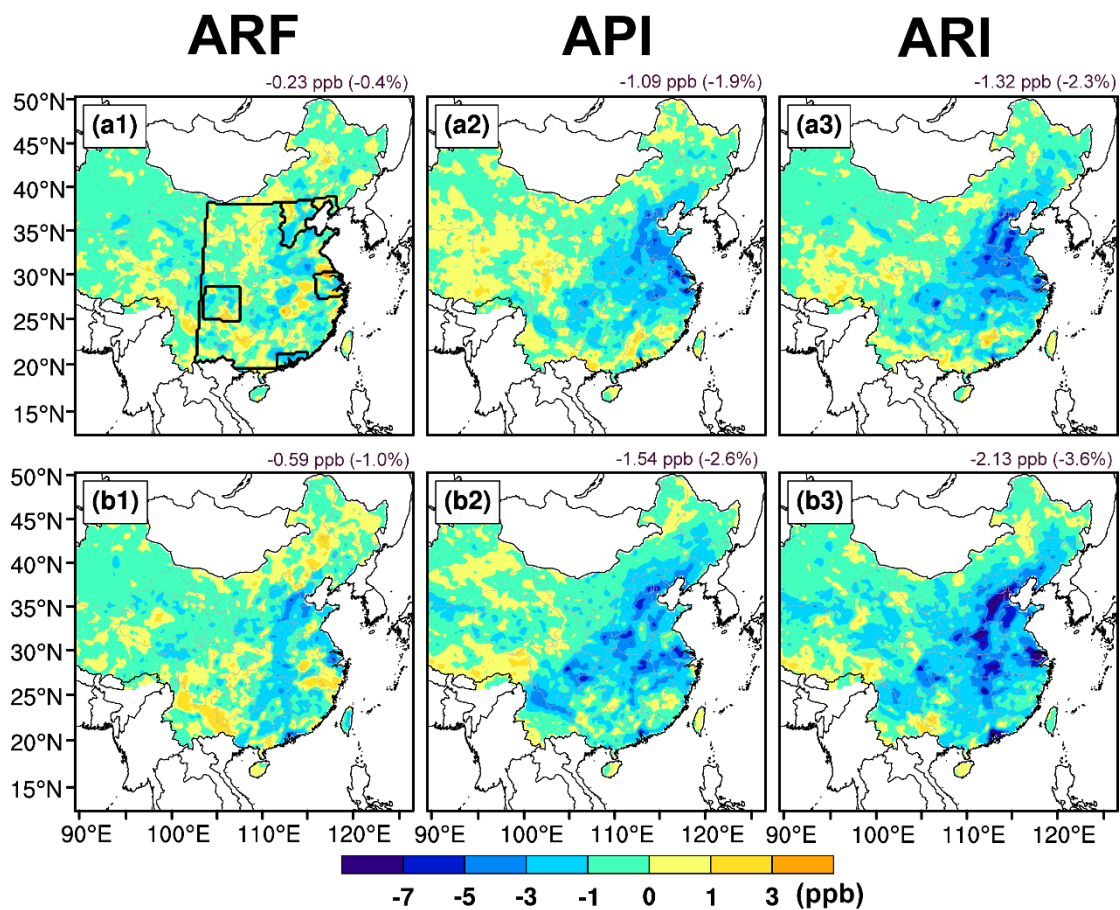 ARF API ARI
-0.23 ppb (-0.4%) -1.09 ppb (-1.9%) -1.32 ppb (-2.3%)
50°N (a1) (a2) (a3)
45°N
40°N
35°N
30°N
25°N
20°N
15°N
-0.59 ppb (-1.0%) -1.54 ppb (-2.6%) -2.13 ppb (-3.6%)
50°N (b1) (b2) (b3)
45°N
40°N
35°N
30°N
25°N
20°N
15°N
90°E 100°E 110°E 120°E 90°E 100°E 110°E 120°E 90°E 100°E 110°E 120°E
-7 -5 -3 -1 0 1 3 (ppb)